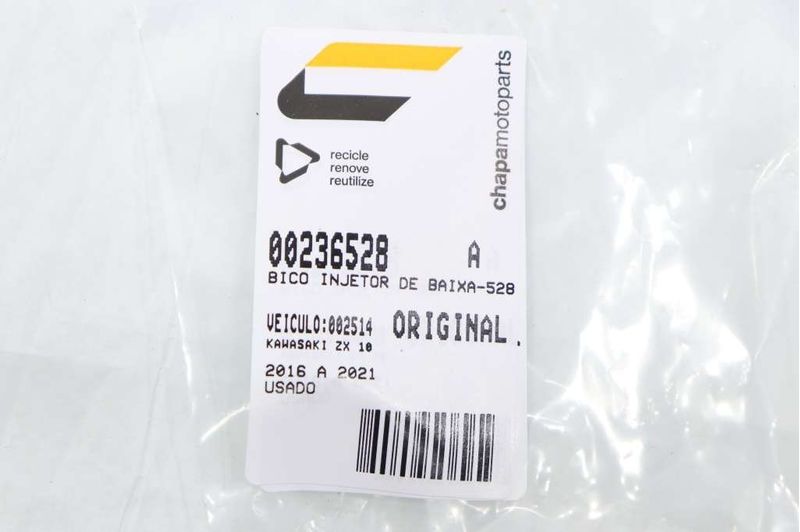 chapamotoparts
recicle
renove
reutilize
00236528 A
BICO INJETOR DE BAIXA-528
VEICULO:002514 ORIGINAL.
KAWASAKI ZX 10
2016 A 2021
USADO